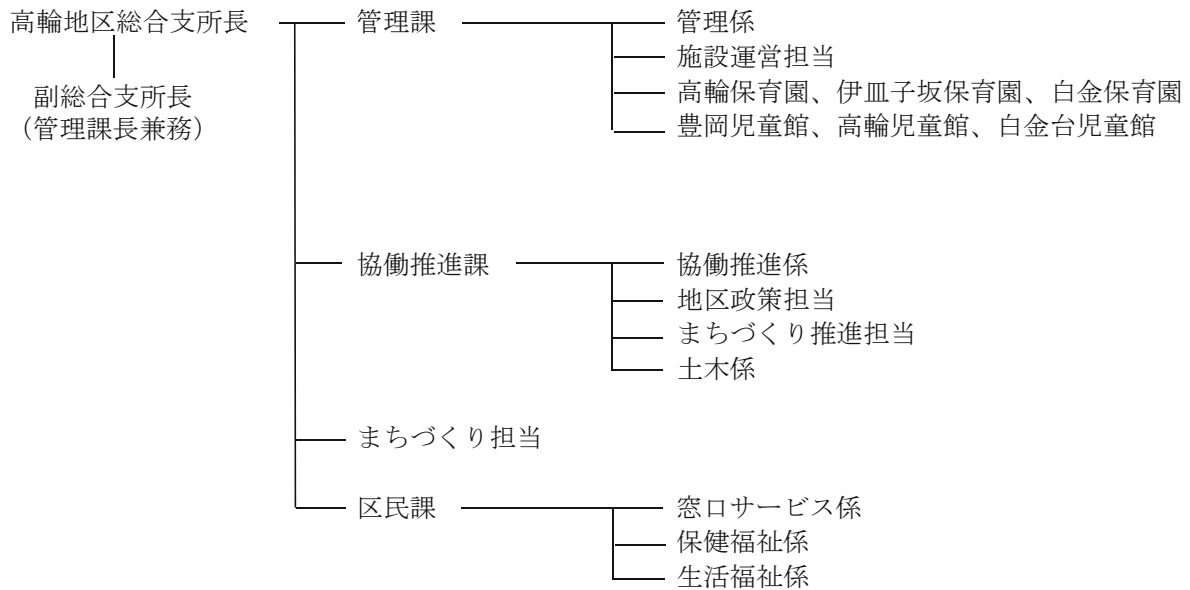 高輪地区総合支所長
副総合支所長
（管理課長兼務）
管理課
管理係
施設運営担当
高輪保育園、伊皿子坂保育園、白金保育園
豊岡児童館、高輪児童館、白金台児童館
協働推進課
協働推進係
地区政策担当
まちづくり推進担当
土木係
まちづくり担当
区民課
窓口サービス係
保健福祉係
生活福祉係